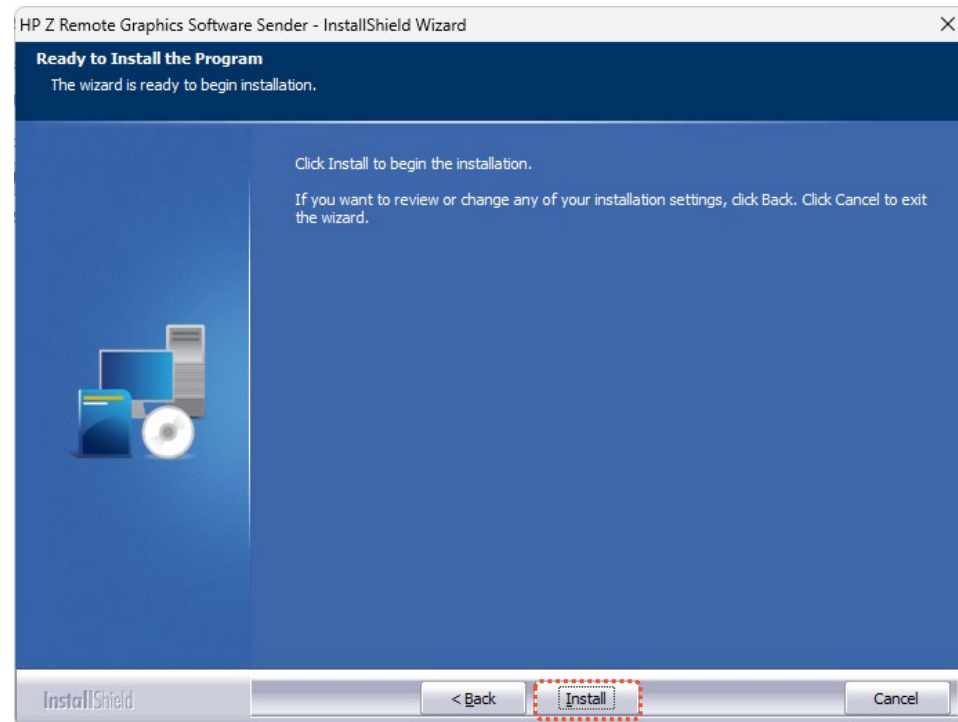 HP Z Remote Graphics Software Sender - InstallShield Wizard
Ready to Install the Program
The wizard is ready to begin installation.
Click Install to begin the installation.
If you want to review or change any of your installation settings, click Back. Click Cancel to exit
the wizard.
InstallShield
< Back
Install
Cancel